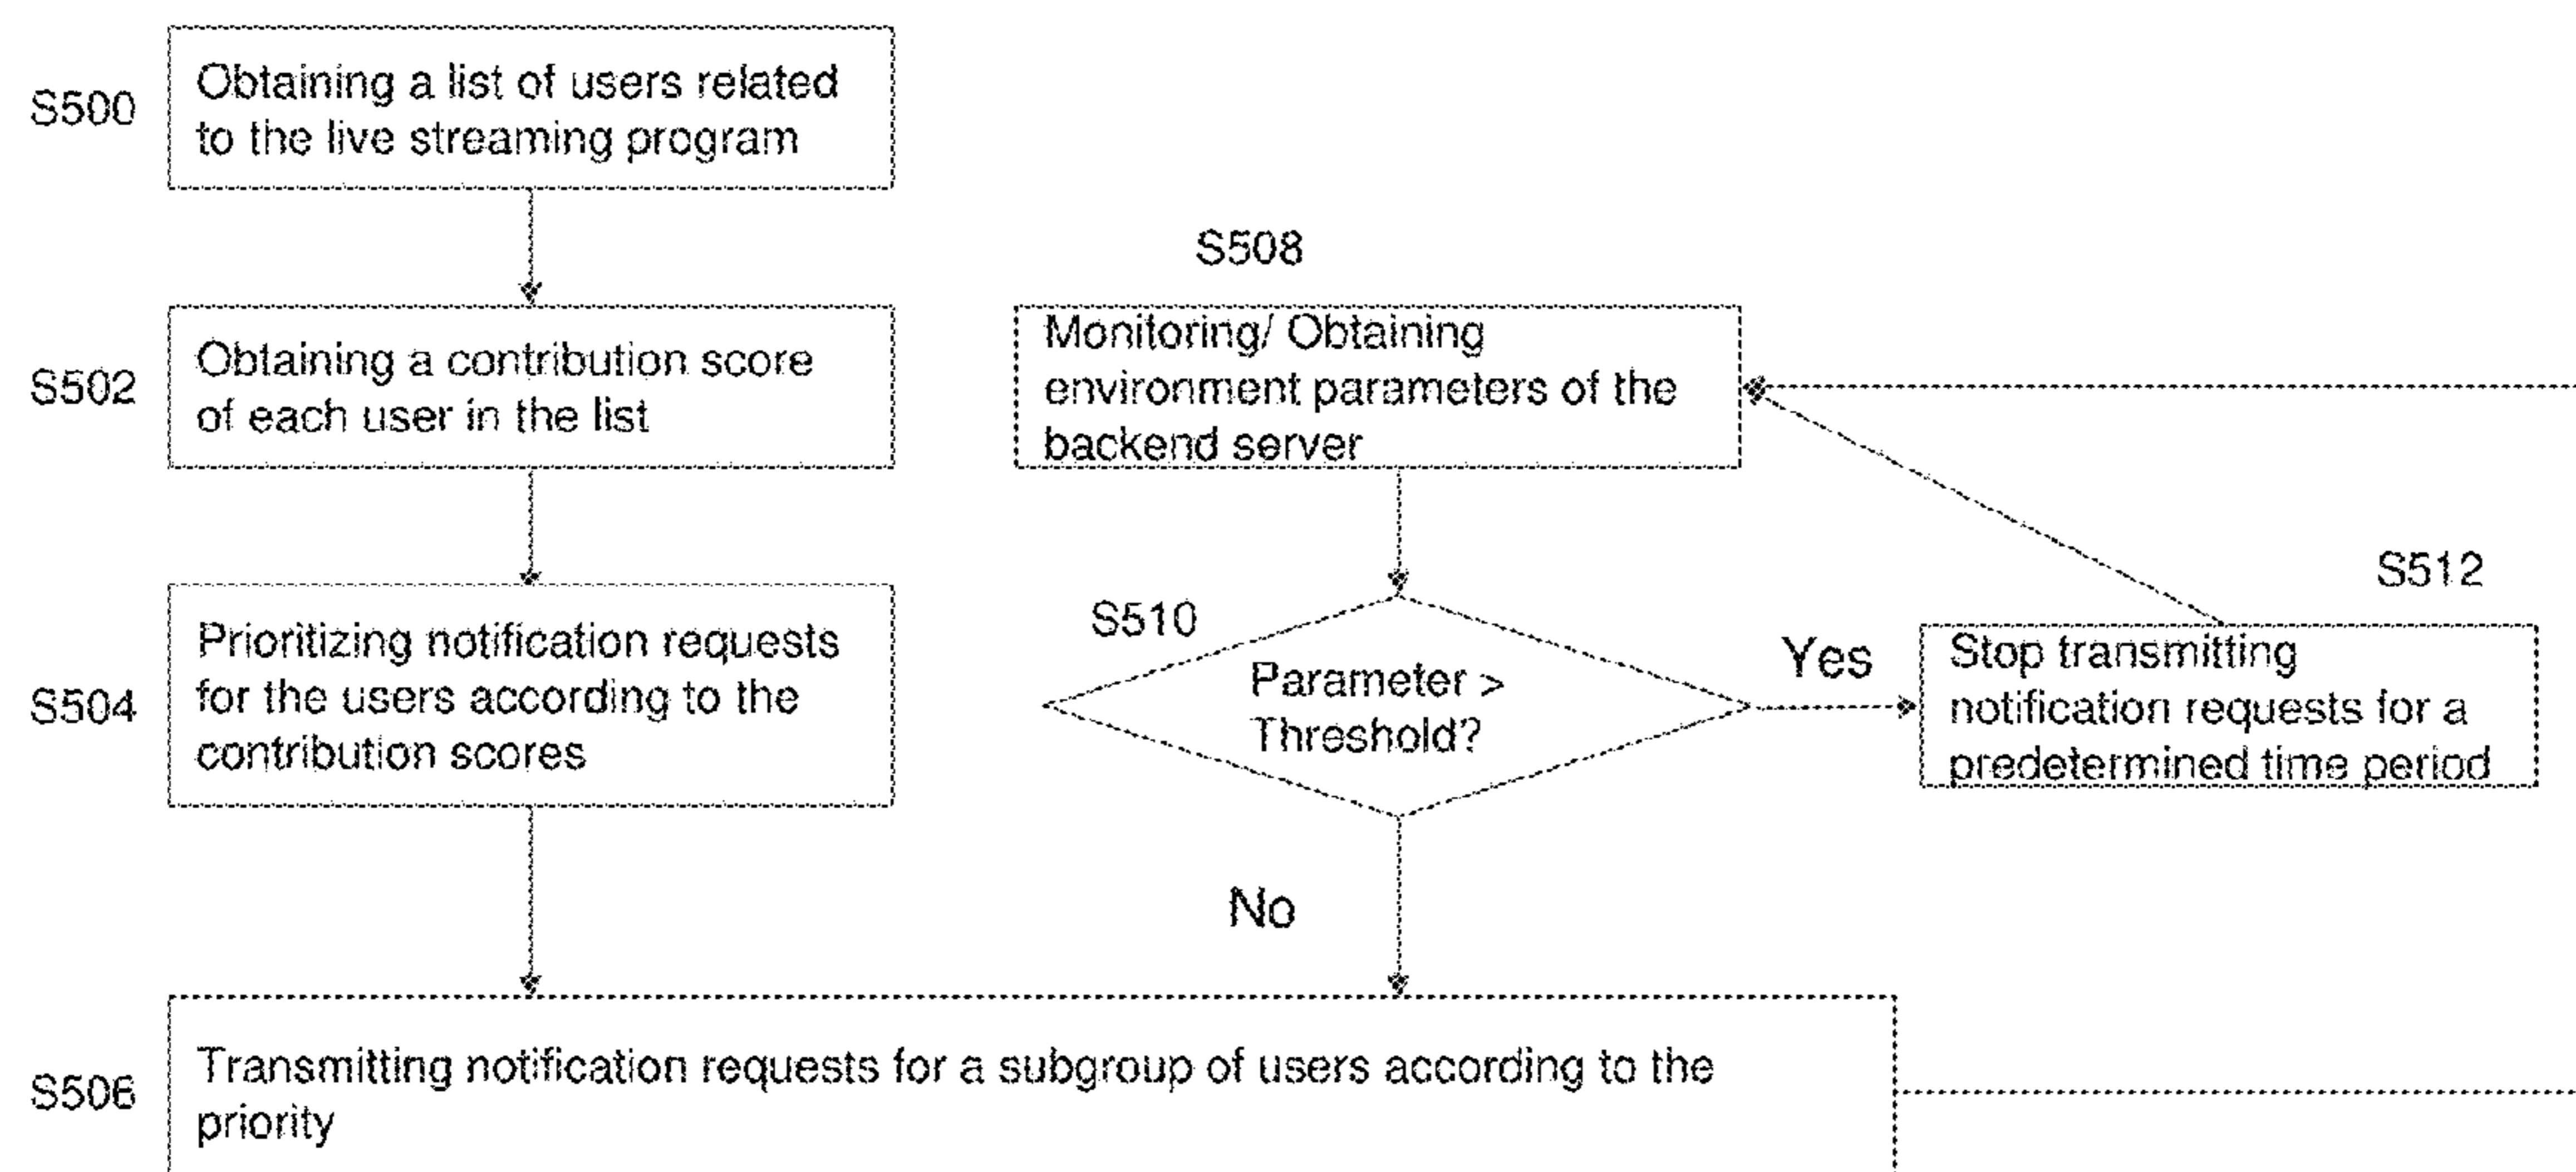 S500
Obtaining a list of users related
to the live streaming program
S502
Obtaining a contribution score
of each user in the list
S504
Prioritizing notification requests
for the users according to the
contribution scores
S508
Monitoring/ Obtaining
environment parameters of the
backend server
S510
Parameter >
Threshold?
Yes
S512
Stop transmitting
notification requests for a
predetermined time period
No
S506
Transmitting notification requests for a subgroup of users according to the
priority